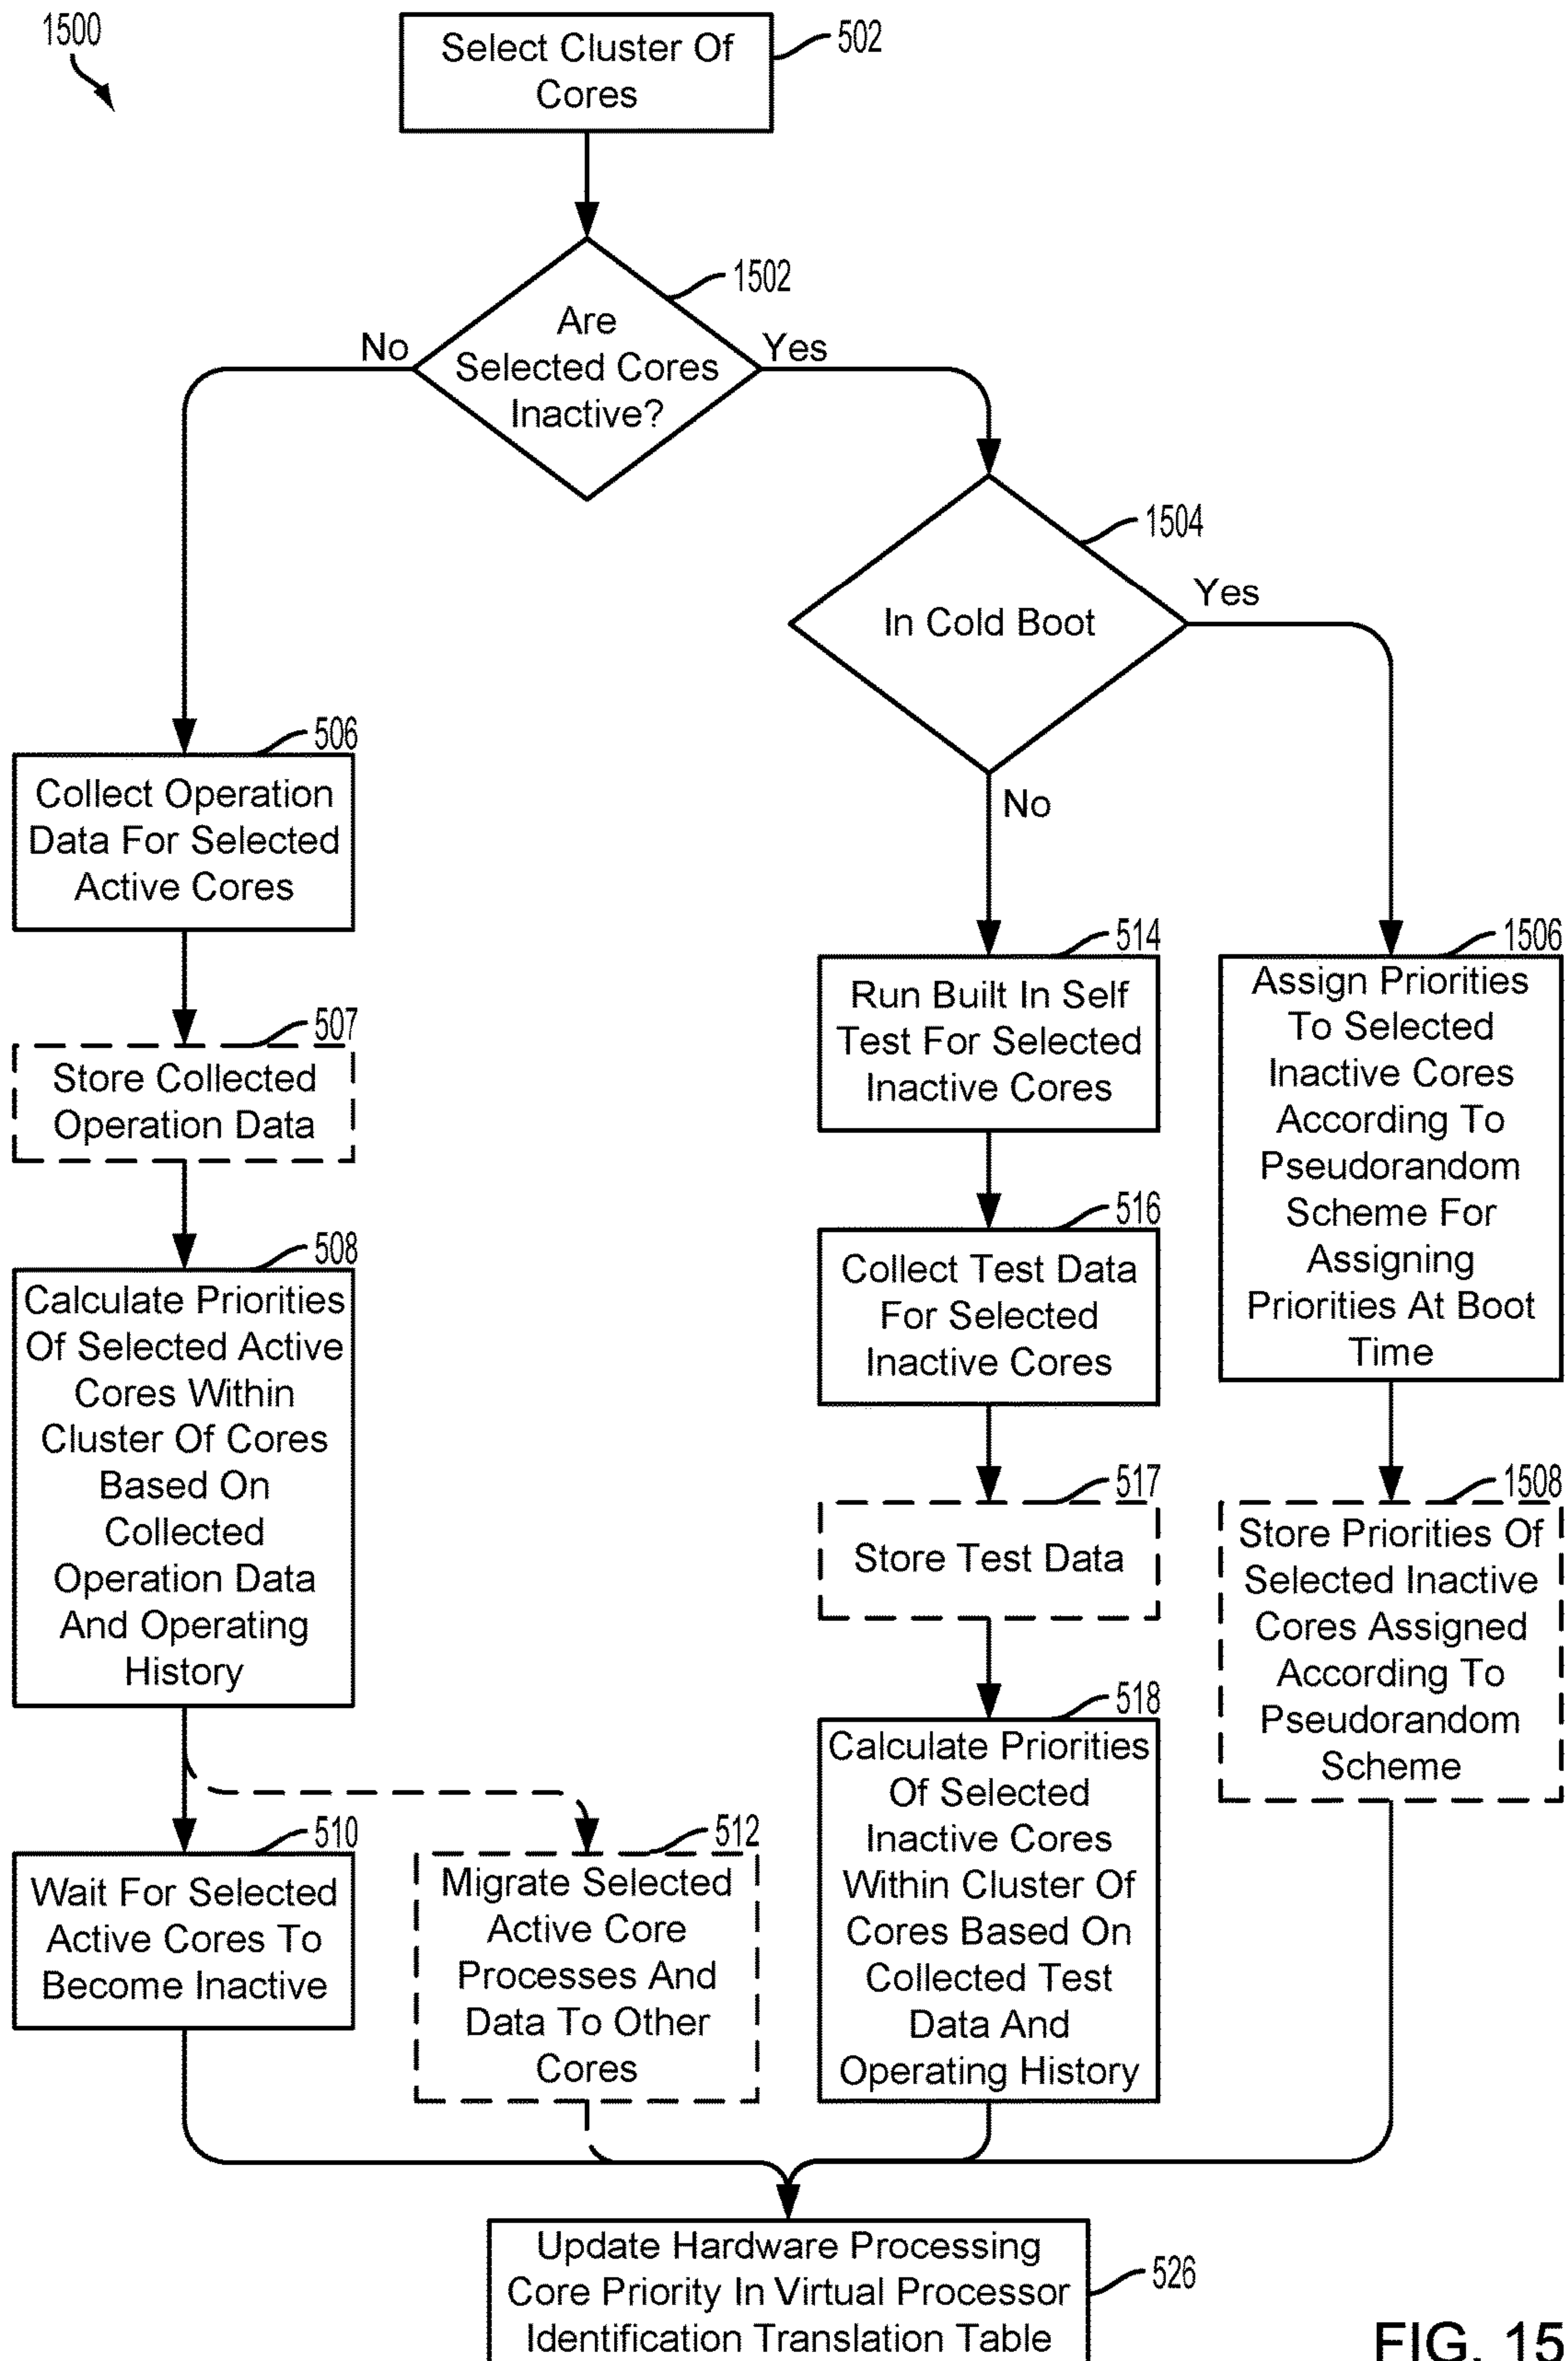 1500
Select Cluster Of
Cores
502
1502
Are
Selected Cores
Inactive?
No
Yes
1504
In Cold Boot
Yes
No
506
Collect Operation
Data For Selected
Active Cores
507
Store Collected
Operation Data
508
Calculate Priorities
Of Selected Active
Cores Within
Cluster Of Cores
Based On
Collected
Operation Data
And Operating
History
510
Wait For Selected
Active Cores To
Become Inactive
512
Migrate Selected
Active Core
Processes And
Data To Other
Cores
514
Run Built In Self
Test For Selected
Inactive Cores
516
Collect Test Data
For Selected
Inactive Cores
517
Store Test Data
518
Calculate Priorities
Of Selected
Inactive Cores
Within Cluster Of
Cores Based On
Collected Test
Data And
Operating History
1506
Assign Priorities
To Selected
Inactive Cores
According To
Pseudorandom
Scheme For
Assigning
Priorities At Boot
Time
1508
Store Priorities Of
Selected Inactive
Cores Assigned
According To
Pseudorandom
Scheme
Update Hardware Processing
Core Priority In Virtual Processor
Identification Translation Table
526
FIG. 15